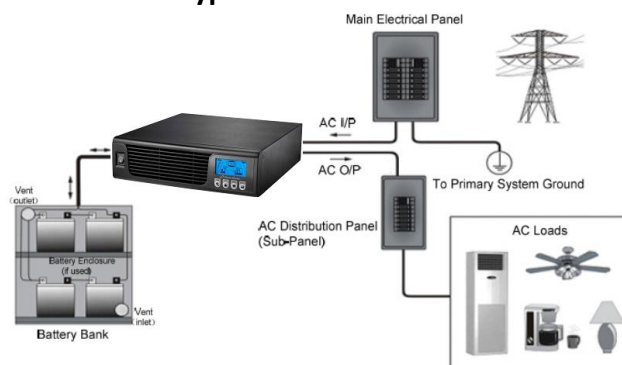 Main Electrical Panel
AC I/P
AC O/P
To Primary System Ground
Vent
(outlet)
AC Distribution Panel
(Sub-Panel)
AC Loads
Battery Enclosure
(if used)
Vent
(inlet)
Battery Bank